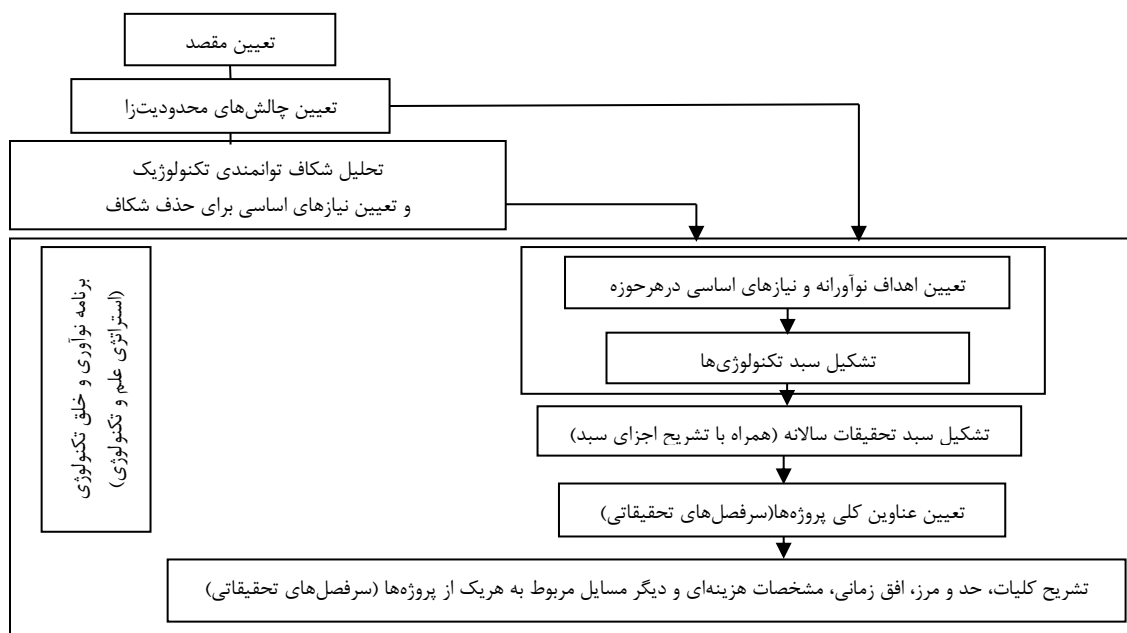 تعیین مقصد
تعیین چالش‌های محدودیت‌زا
تحلیل شکاف توانمندی تکنولوژیک
و تعیین نیازهای اساسی برای حذف شکاف
برنامه نوآوری و خلق تکنولوژی
(استراتژی علم و تکنولوژی)
تعیین اهداف نوآورانه و نیازهای اساسی درهرحوزه
تشکیل سبد تکنولوژی‌ها
تشکیل سبد تحقیقات سالانه (همراه با تشریح اجزای سبد)
تعیین عناوین کلی پروژه‌ها(سرفصل‌های تحقیقاتی)
تشریح کلیات، حد و مرز، افق زمانی، مشخصات هزینه‌ای و دیگر مسایل مربوط به هریک از پروژه‌ها (سرفصل‌های تحقیقاتی)